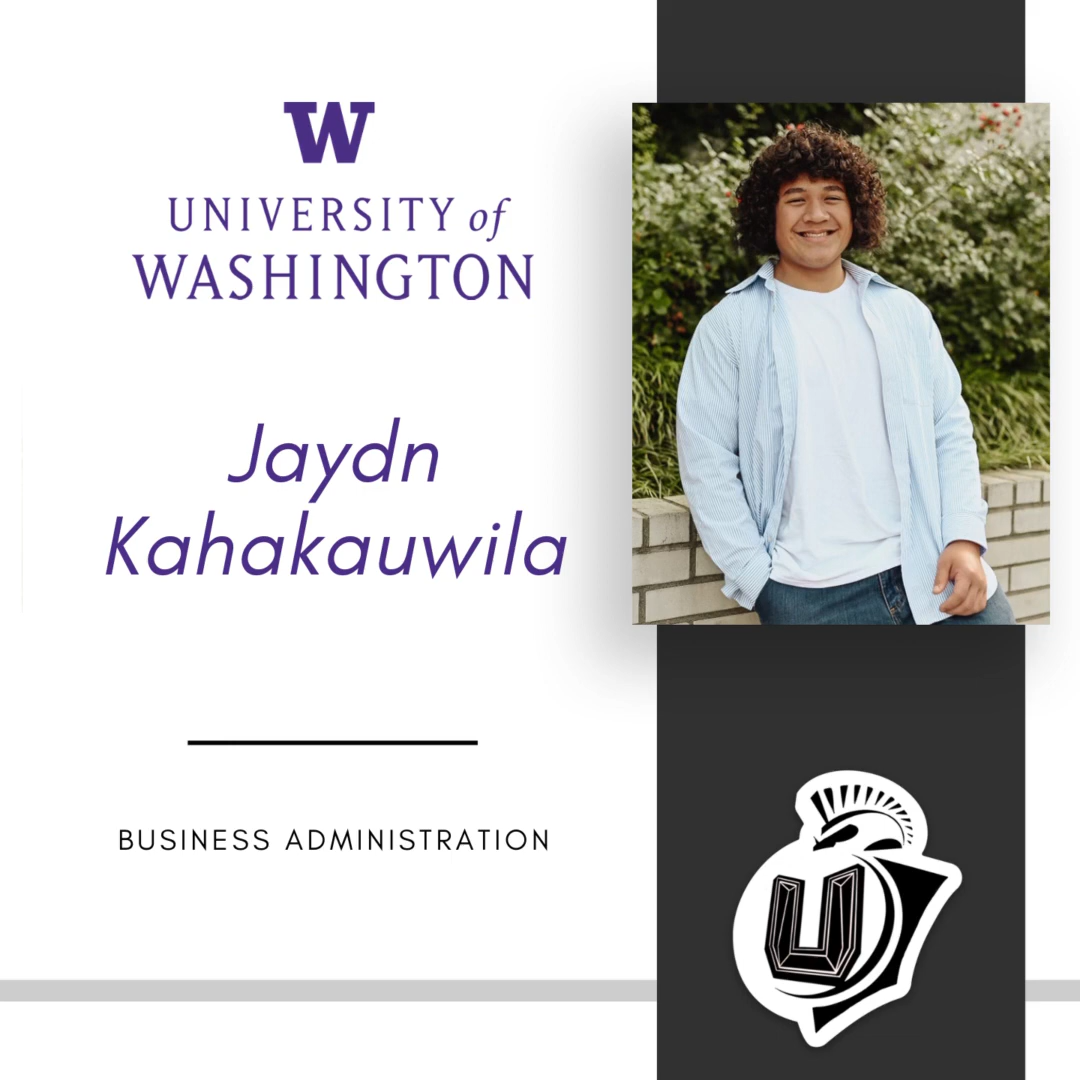 W
UNIVERSITY of
WASHINGTON
Jaydn
Kahakauwila
BUSINESS ADMINISTRATION
U